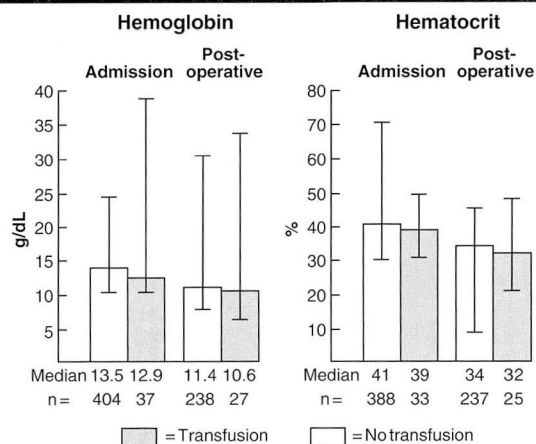 Hemoglobin
Admission Post-operative
40
35
30
25
20
15
10
5
g/dL
Median 13.5 12.9 11.4 10.6
n= 404 37 238 27
Hematocrit
Admission Post-operative
80
70
60
50
40
30
20
10
%
41 39 34 32
388 33 237 25
=Transfusion =No transfusion